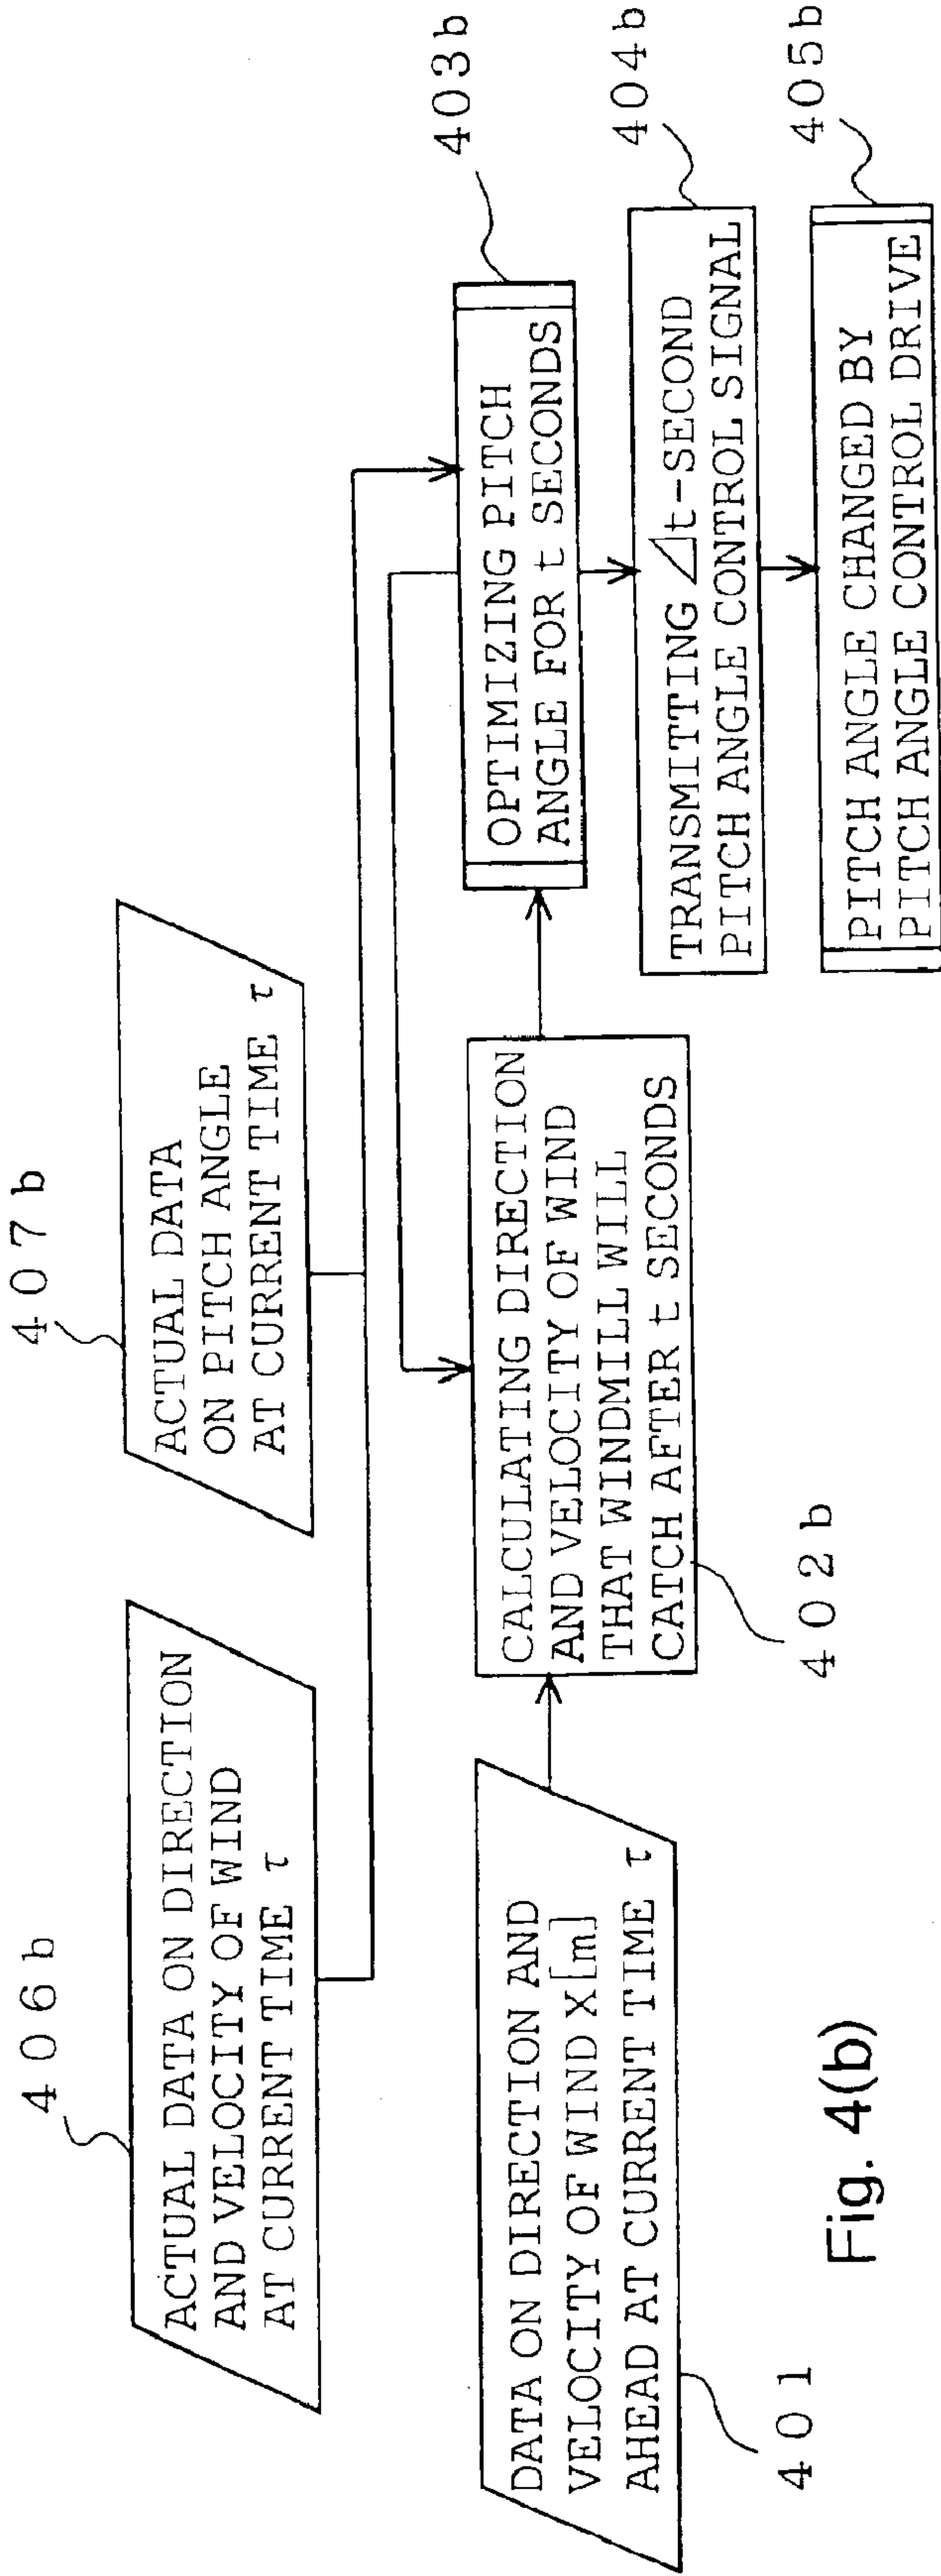 406b
ACTUAL DATA ON DIRECTION
AND VELOCITY OF WIND
AT CURRENT TIME τ
407b
ACTUAL DATA
ON PITCH ANGLE
AT CURRENT TIME τ
DATA ON DIRECTION AND
VELOCITY OF WIND X[m]
AHEAD AT CURRENT TIME τ
401
CALCULATING DIRECTION
AND VELOCITY OF WIND
THAT WINDMILL WILL
CATCH AFTER t SECONDS
402b
OPTIMIZING PITCH
ANGLE FOR t SECONDS
403b
TRANSMITTING ⊿t-SECOND
PITCH ANGLE CONTROL SIGNAL
404b
PITCH ANGLE CHANGED BY
PITCH ANGLE CONTROL DRIVE
405b
Fig. 4(b)